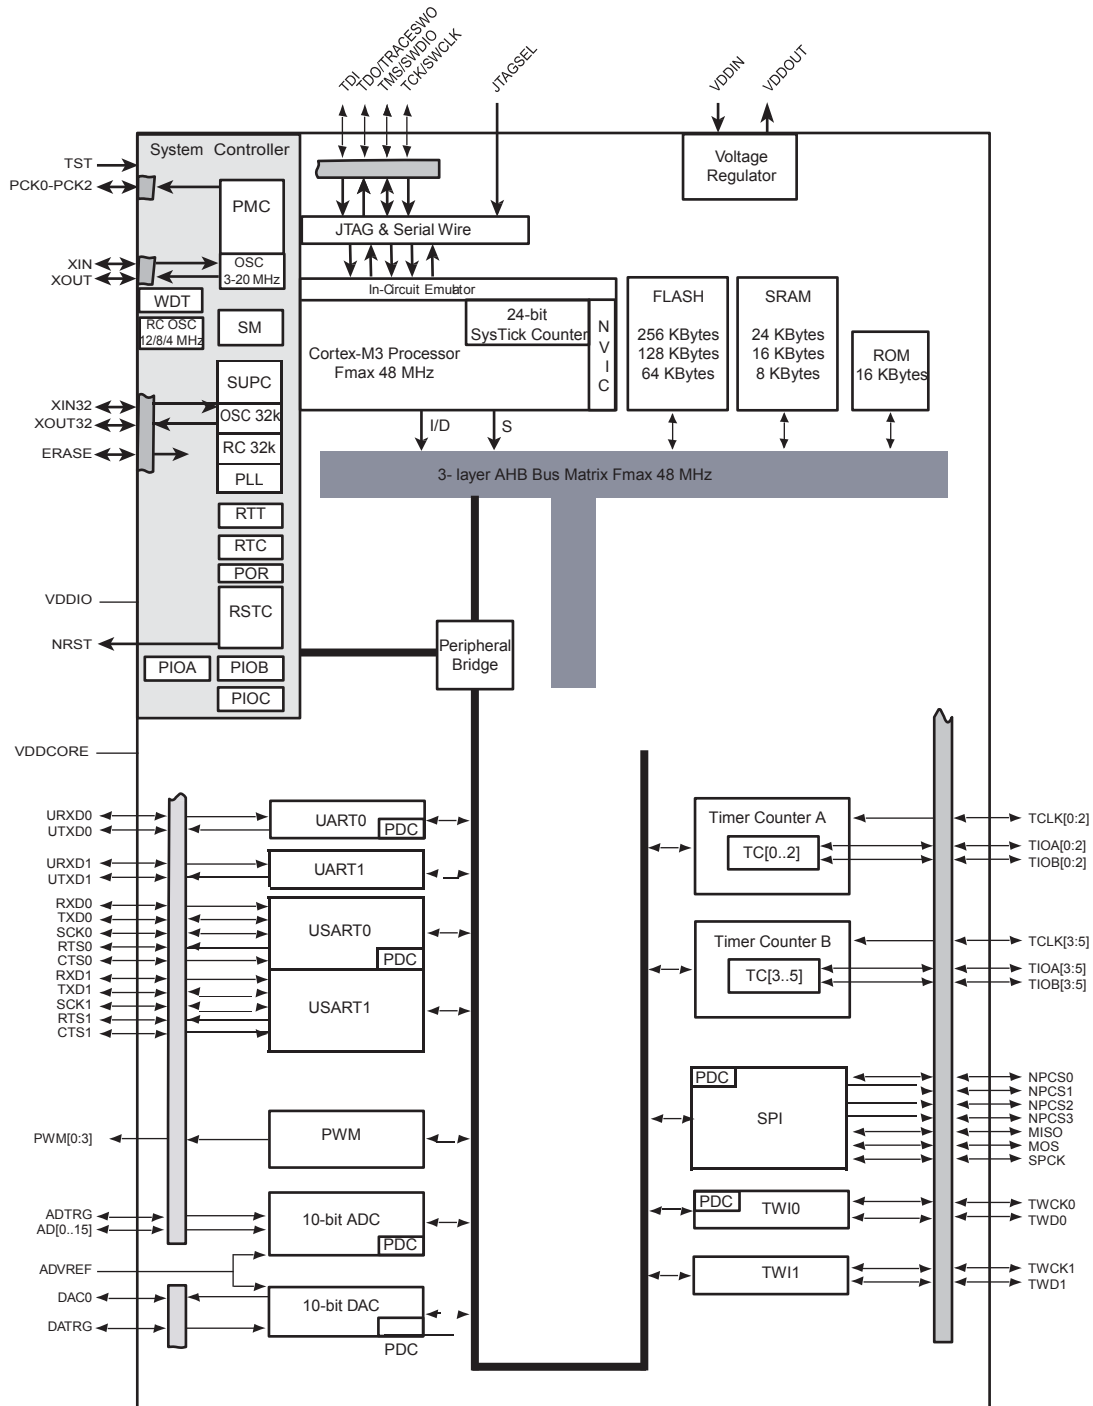 TDI
TDO/TRACESWO
TMS/SWDIO
TCK/SWCLK
JTAGSEL
VDDIN
VDDOUT
System Controller
Voltage
Regulator
TST
PCK0-PCK2
PMC
JTAG & Serial Wire
XIN
XOUT
OSC
3-20 MHz
In-Circuit Emulator
WDT
RC OSC
12/8/4 MHz
SM
24-bit
SysTick Counter
N
V
I
C
Cortex-M3 Processor
Fmax 48 MHz
FLASH
256 KBytes
128 KBytes
64 KBytes
SRAM
24 KBytes
16 KBytes
8 KBytes
ROM
16 KBytes
SUPC
XIN32
XOUT32
OSC 32k
I/D
S
ERASE
RC 32k
PLL
3- layer AHB Bus Matrix Fmax 48 MHz
RTT
RTC
POR
VDDIO
RSTC
NRST
Peripheral
Bridge
PIOA
PIOB
PIOC
VDDCORE
URXD0
UTXD0
UART0
PDC
URXD1
UTXD1
UART1
RXD0
TXD0
SCK0
RTS0
CTS0
USART0
PDC
RXD1
TXD1
SCK1
RTS1
CTS1
USART1
PWM[0:3]
PWM
ADTRG
AD[0..15]
10-bit ADC
PDC
ADVREF
DAC0
DATRG
10-bit DAC
PDC
Timer Counter A
TC[0..2]
TCLK[0:2]
TIOA[0:2]
TIOB[0:2]
Timer Counter B
TC[3..5]
TCLK[3:5]
TIOA[3:5]
TIOB[3:5]
PDC
SPI
NPCS0
NPCS1
NPCS2
NPCS3
MISO
MOS
SPCK
PDC
TWI0
TWCK0
TWD0
TWI1
TWCK1
TWD1